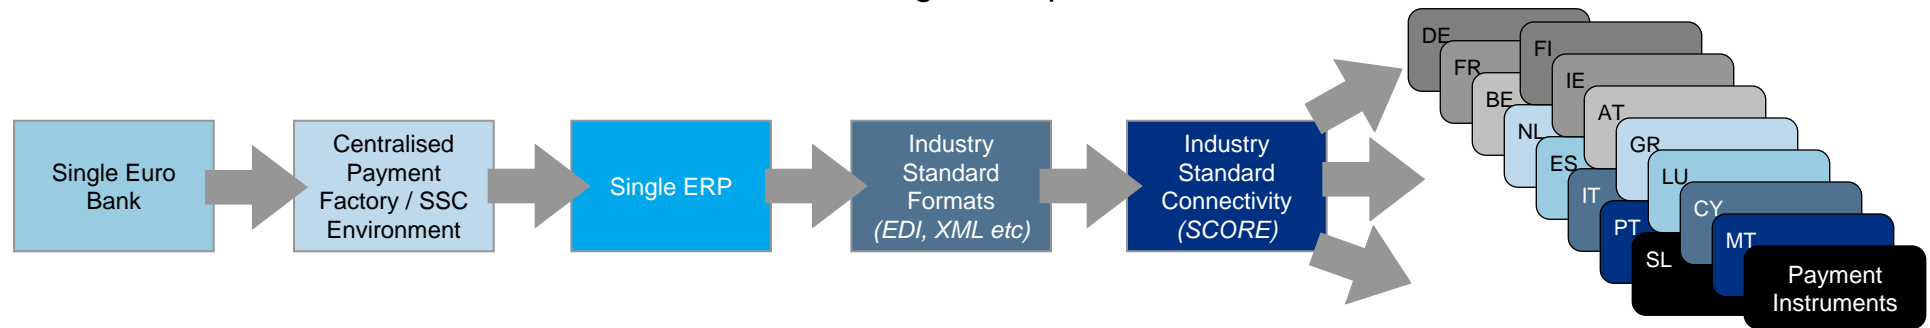 Single Euro
Bank
Centralised
Payment
Factory / SSC
Environment
Single ERP
Industry
Standard
Formats
(EDI, XML etc)
Industry
Standard
Connectivity
(SCORE)
DE
FR
BE
NL
ES
IT
PT
SL
FI
IE
AT
GR
LU
CY
MT
Payment
Instruments